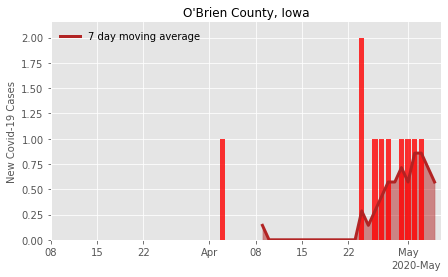 O'Brien County, Iowa
7 day moving average
New Covid-19 Cases
2.00
1.75
1.50
1.25
1.00
0.75
0.50
0.25
0.00
08 15 22 Apr 08 15 22 May
2020-May